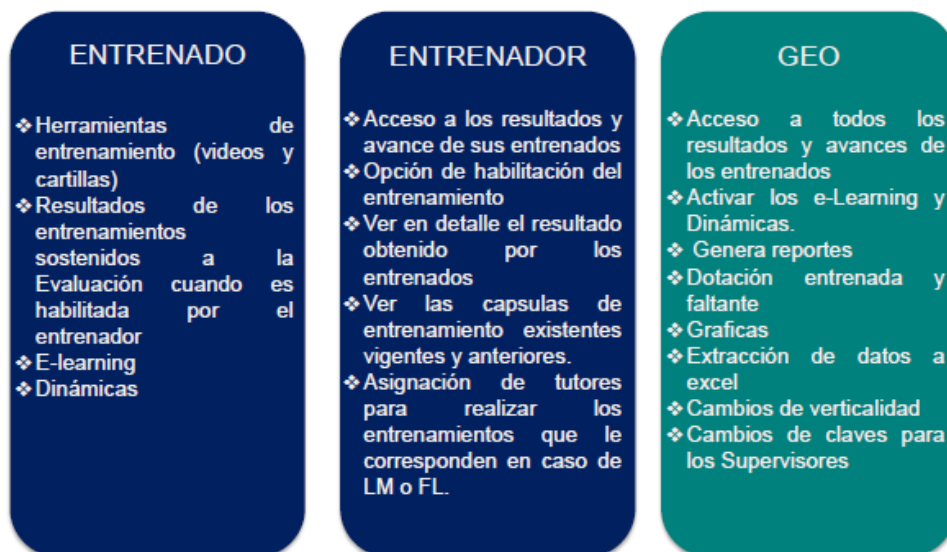 ENTRENADO
❖Herramientas de
entrenamiento (videos y
cartillas)
❖Resultados de los
entrenamientos
sostenidos a la
Evaluación cuando es
habilitada por el
entrenador
❖E-learning
❖Dinámicas
ENTRENADOR
❖Acceso a los resultados y
avance de sus entrenados
❖Opción de habilitación del
entrenamiento
❖Ver en detalle el resultado
obtenido por los
entrenados
❖Ver las capsulas de
entrenamiento existentes
vigentes y anteriores.
❖Asignación de tutores
para realizar los
entrenamientos que le
corresponden en caso de
LM o FL.
GEO
❖Acceso a todos los
resultados y avances de
los entrenados
❖Activar los e-Learning y
Dinámicas.
❖ Genera reportes
❖Dotación entrenada y
faltante
❖Graficas
❖Extracción de datos a
excel
❖Cambios de verticalidad
❖Cambios de claves para
los Supervisores